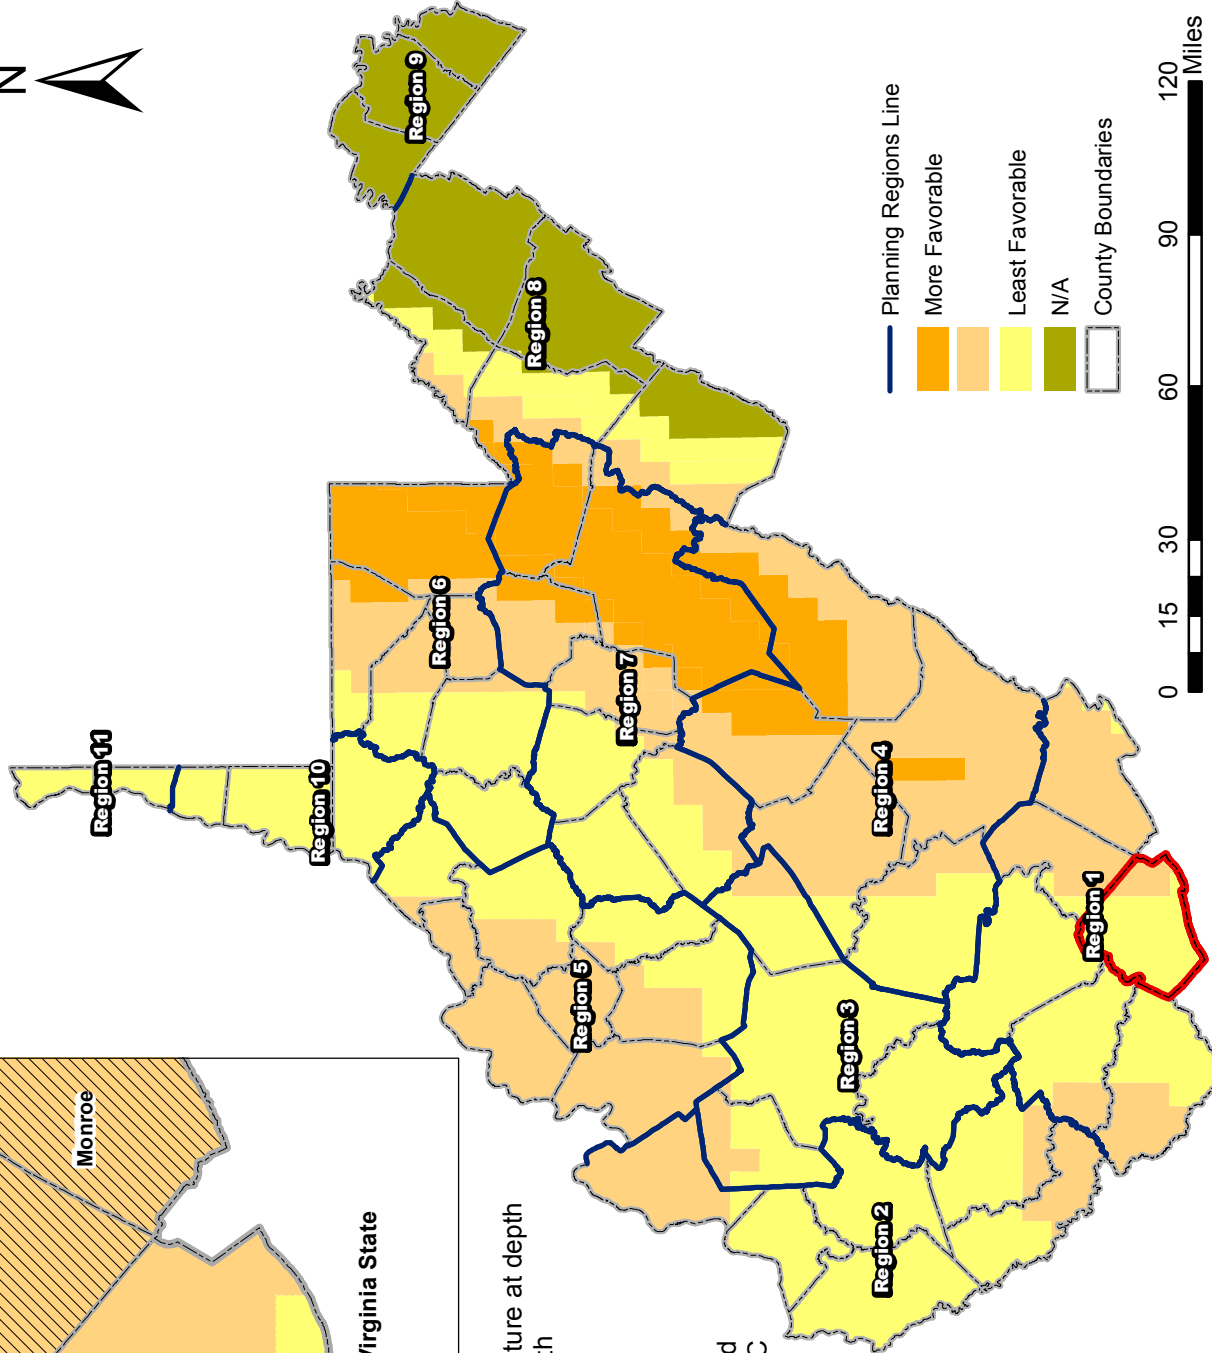 N
Monroe
Virginia State
ture at depth
th
d
C
Region 11
Region 10
Region 9
Region 8
Region 6
Region 7
Region 5
Region 4
Region 3
Region 1
Region 2
Planning Regions Line
More Favorable
Least Favorable
N/A
County Boundaries
0 15 30 60 90 120
Miles